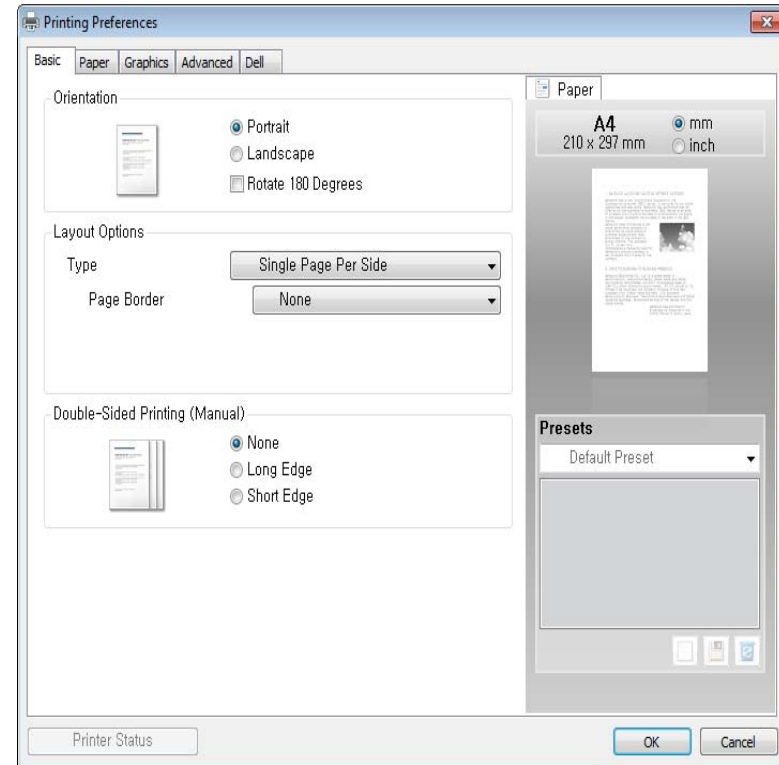 Printing Preferences
Basic Paper Graphics Advanced Dell
Orientation
Portrait
Landscape
Rotate 180 Degrees
Layout Options
Type Single Page Per Side
Page Border None
Double-Sided Printing (Manual)
None
Long Edge
Short Edge
Paper
A4
210 x 297 mm
mm
inch
Presets
Default Preset
Printer Status
OK Cancel